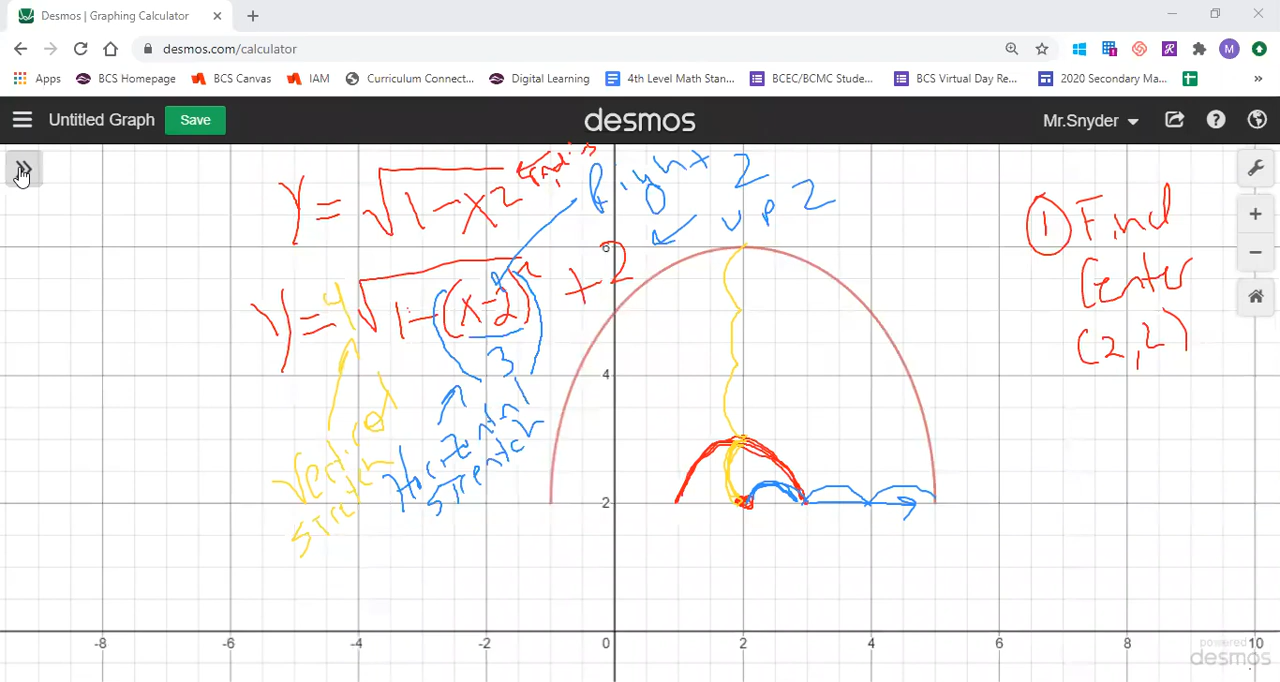 Desmos | Graphing Calculator
desmos.com/calculator
M
Apps BCS Homepage BCS Canvas IAM Curriculum Connect... Digital Learning 4th Level Math Stan... BCEC/BCMC Stude... BCS Virtual Day Re... 2020 Secondary Ma... »
Untitled Graph Save desmos Mr.Snyder
y = √1-x2 radius
Right 2
0 up 2
y = 4 √1-(x-2)² + 2
3
Vertical
Stretch
Horizontal
Stretch
① Find
Center
(2,2)
6
4
2
-8 -6 -4 -2 0 2 4 6 8 10
powered by
desmos